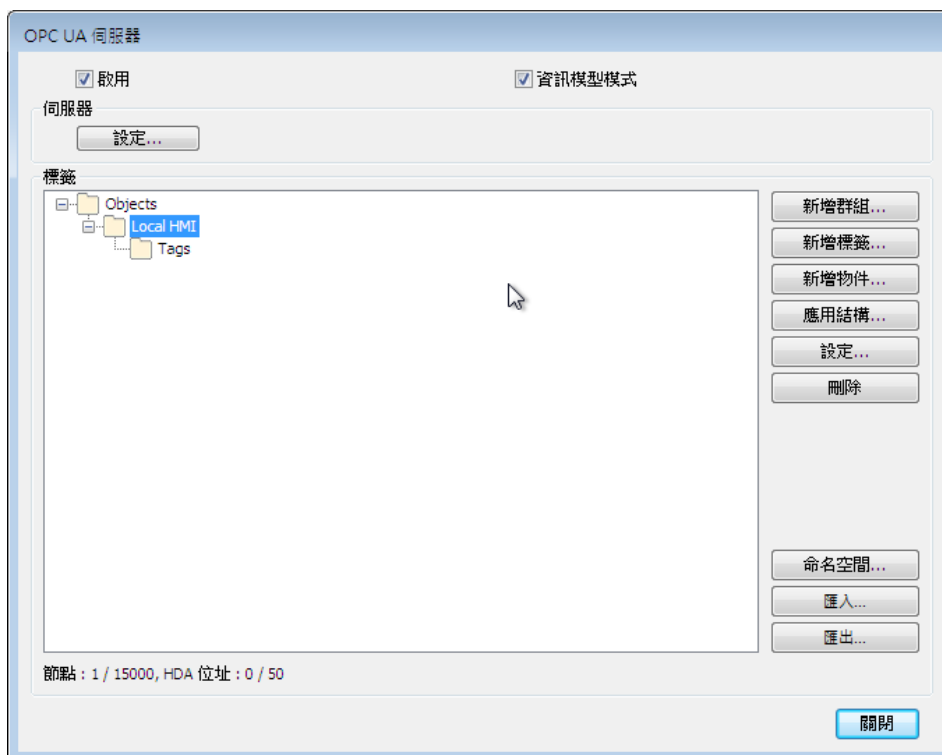 OPC UA 伺服器
啟用
資訊模型模式
伺服器
設定...
標籤
Objects
Local HMI
Tags
新增群組...
新增標籤...
新增物件...
應用結構...
設定...
刪除
命名空間...
匯入...
匯出...
節點 : 1 / 15000, HDA 位址 : 0 / 50
關閉